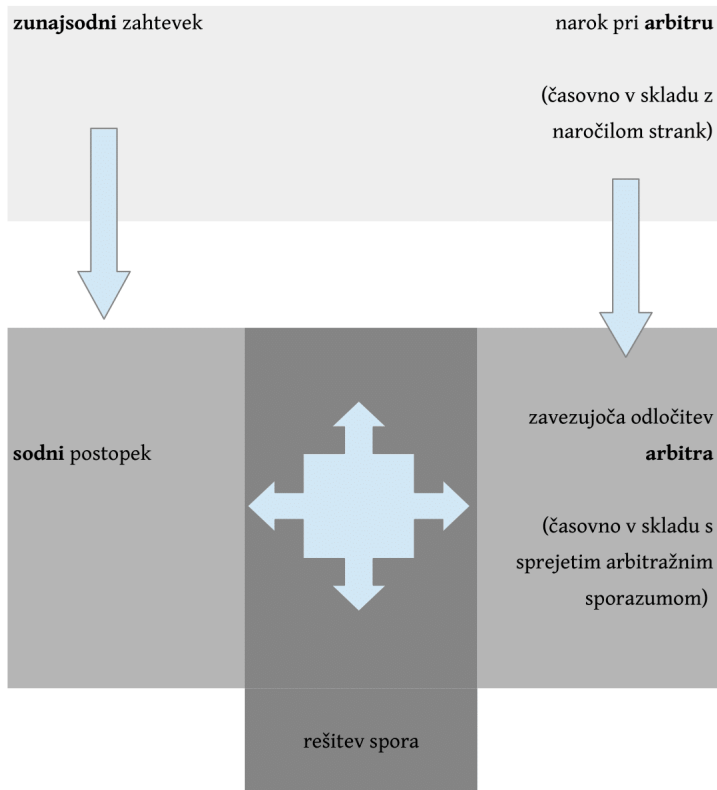 zunajsodni zahtevek
narok pri arbitru
(časovno v skladu z
naročilom strank)
sodni postopek
zavezujoča odločitev
arbitra
(časovno v skladu s
sprejetim arbitražnim
sporazumom)
rešitev spora